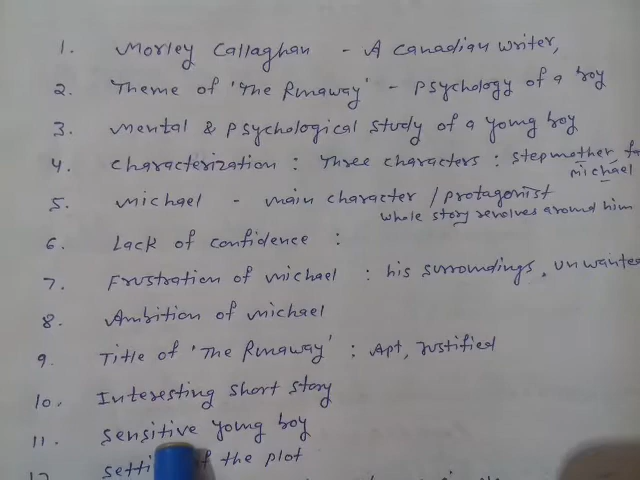 1. Morley Callaghan - A Canadian writer,
2. Theme of 'The Runaway' - Psychology of a boy
3. Mental & Psychological study of a young boy
4. Characterization : Three characters : stepmother,
michael
5. michael - main character / protagonist
whole story revolves around him
6. Lack of confidence :
7. Frustration of michael : his surroundings, unwanted
8. Ambition of michael
9. Title of 'The Runaway' : Apt, Justified
10. Interesting short story
11. Sensitive young boy
12. of the plot